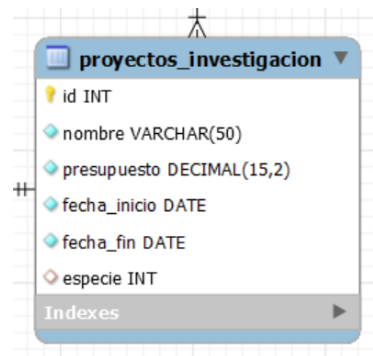 proyectos_investigacion
id INT
nombre VARCHAR(50)
presupuesto DECIMAL(15,2)
fecha_inicio DATE
fecha_fin DATE
especie INT
Indexes